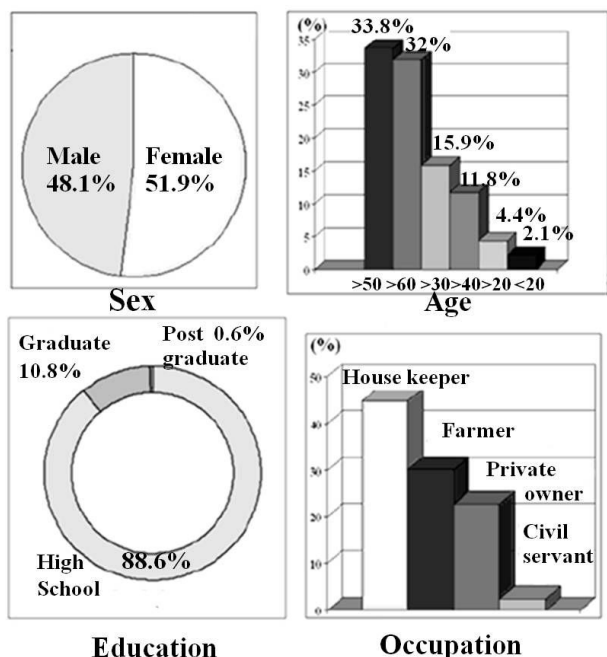 Male
48.1%
Female
51.9%
Sex
(%)
35
30
25
20
15
10
5
0
33.8%
32%
15.9%
11.8%
4.4%
2.1%
>50 >60 >30 >40 >20 <20
Age
Graduate
10.8%
Post 0.6%
graduate
High
School
88.6%
Education
(%)
50
40
30
20
10
0
House keeper
Farmer
Private
owner
Civil
servant
Occupation